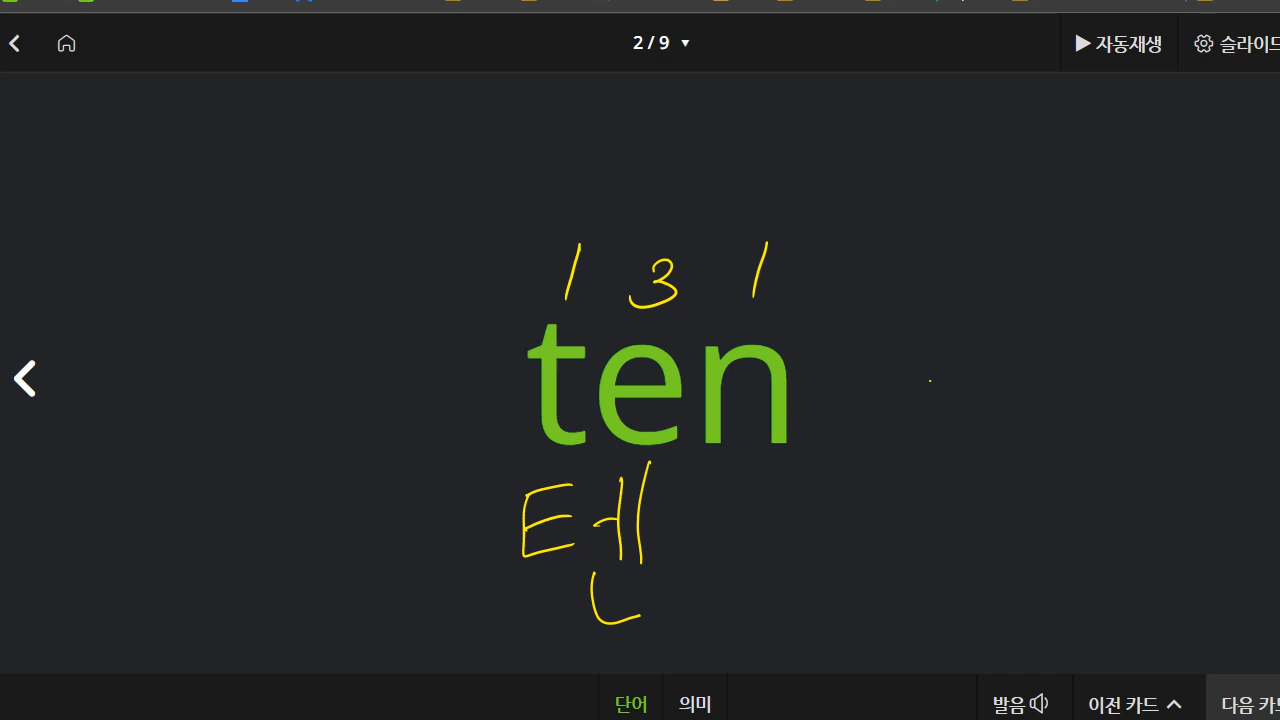 2 / 9 ▼
▶ 자동재생
슬라이드
1 3 1
ten
텐
단어 의미
발음 이전 카드 다음 카